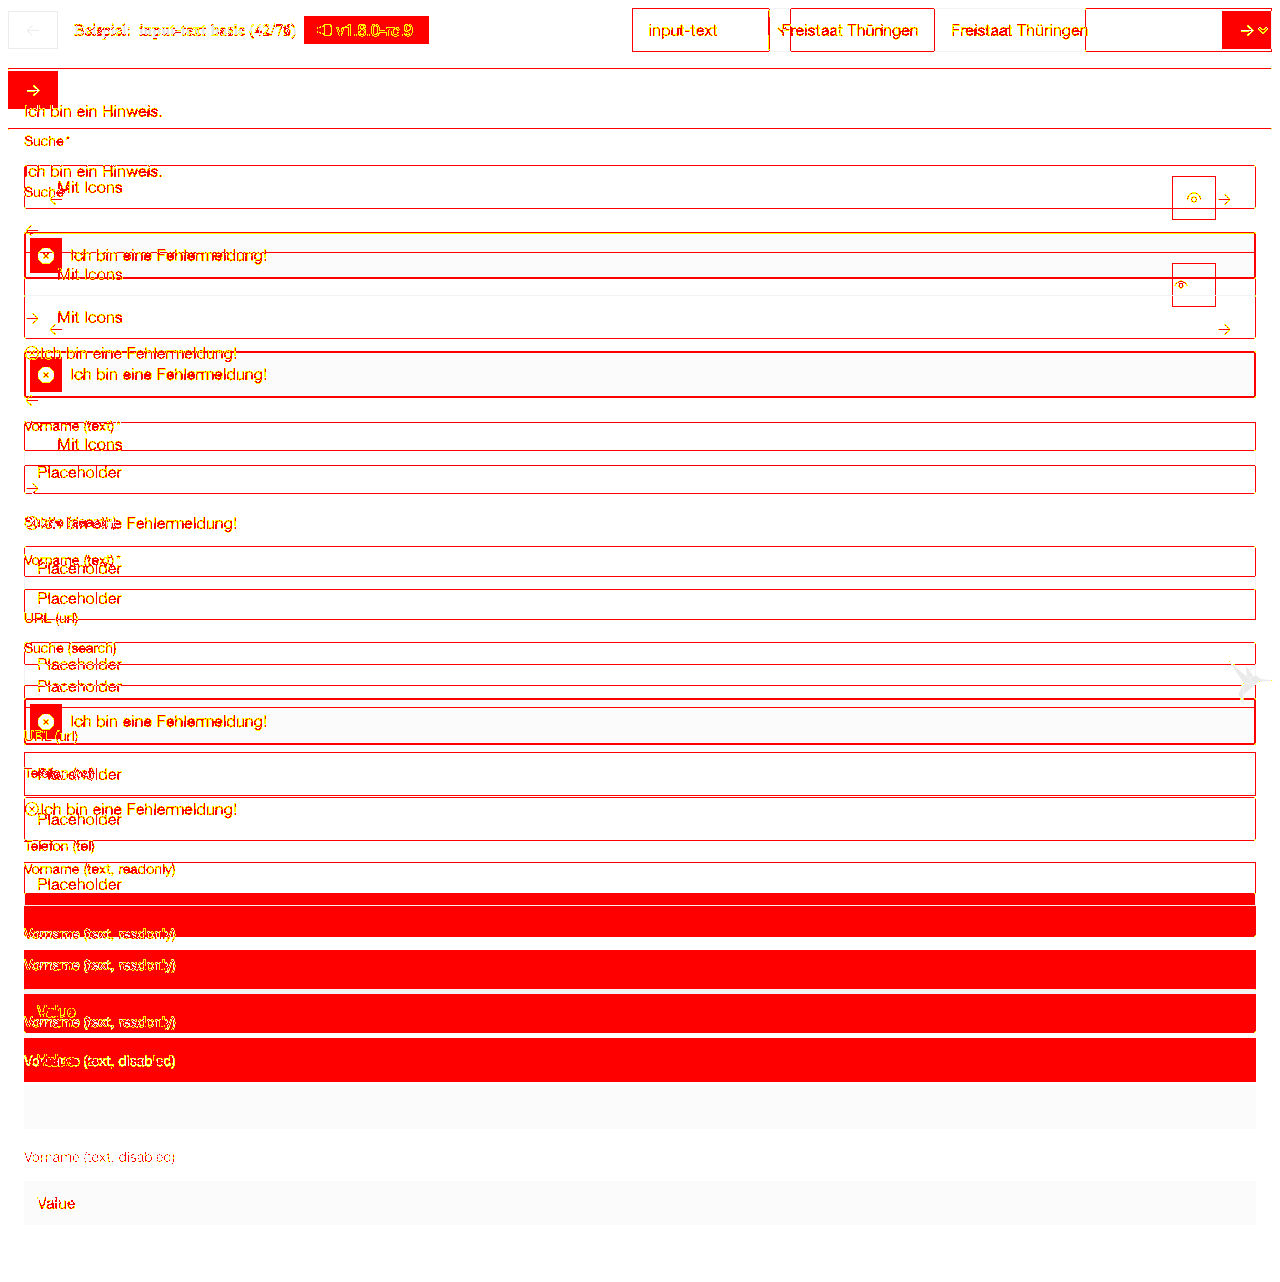 Beispiel: input-text basic (42/76) v1.6.0-rc.9 input-text Freistaat Thüringen Freistaat Thüringen
Ich bin ein Hinweis.
Suche*
Ich bin ein Hinweis.
Mit Icons
Suche
Ich bin eine Fehlermeldung!
Mit Icons
Mit Icons
Ich bin eine Fehlermeldung!
Ich bin eine Fehlermeldung!
Vorname (text)
Mit Icons
Placeholder
bin eine Fehlermeldung!
Vorname (text)
Placeholder
Placeholder
URL (url)
Suche (search)
Placeholder
Placeholder
Ich bin eine Fehlermeldung!
URL (url)
Telefon (tel)
Placeholder
Ich bin eine Fehlermeldung!
Placeholder
Telefon (tel)
Vorname (text, readonly)
Placeholder
Vorname (text, readonly)
Vorname (text, readonly)
Value
Vorname (text, readonly)
Vorname (text, disabled)
Vorname (text, disabled)
Value